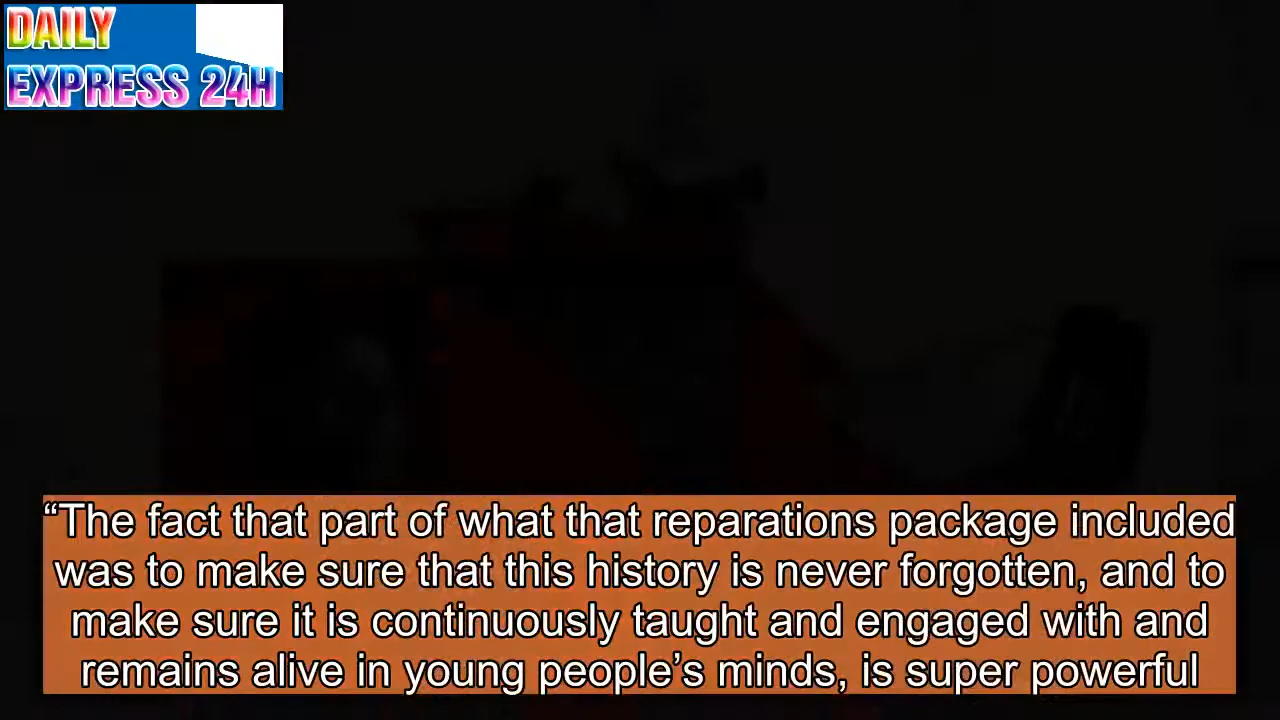 DAILY
EXPRESS 24H
“The fact that part of what that reparations package included
was to make sure that this history is never forgotten, and to
make sure it is continuously taught and engaged with and
remains alive in young people’s minds, is super powerful